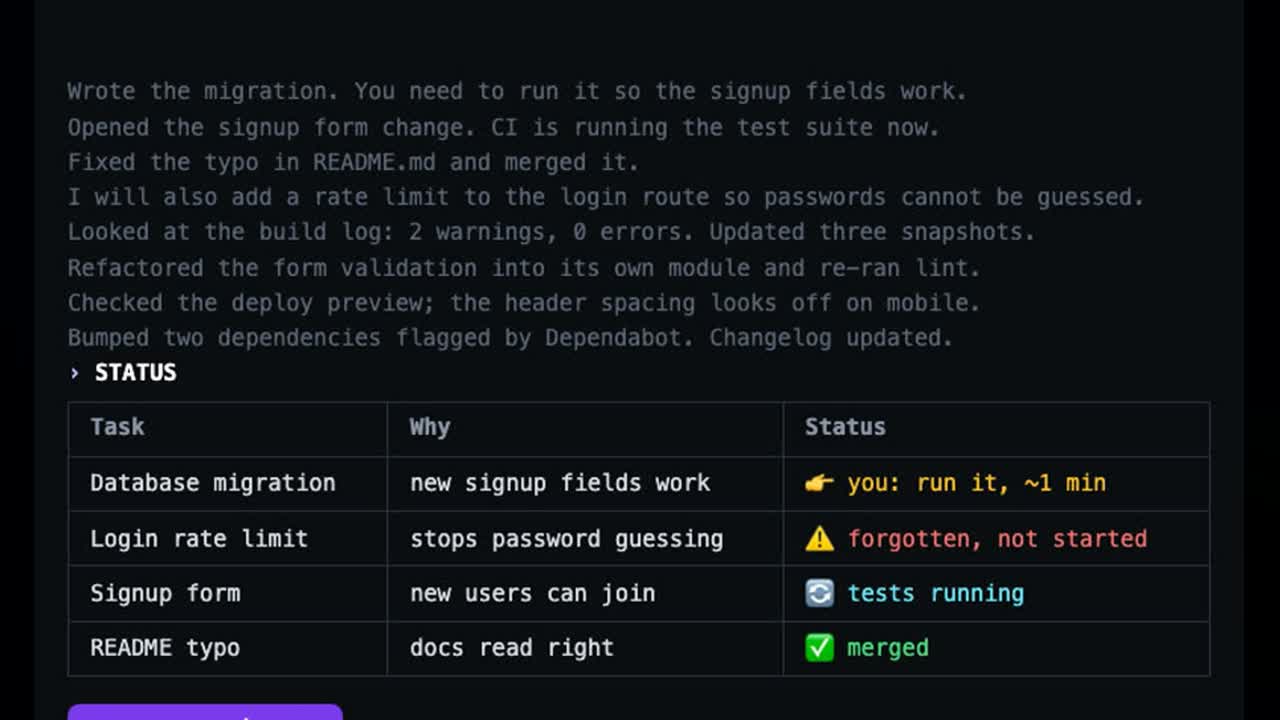 Wrote the migration. You need to run it so the signup fields work.
Opened the signup form change. CI is running the test suite now.
Fixed the typo in README.md and merged it.
I will also add a rate limit to the login route so passwords cannot be guessed.
Looked at the build log: 2 warnings, 0 errors. Updated three snapshots.
Refactored the form validation into its own module and re-ran lint.
Checked the deploy preview; the header spacing looks off on mobile.
Bumped two dependencies flagged by Dependabot. Changelog updated.
› STATUS
Task Why Status
Database migration new signup fields work 👉 you: run it, ~1 min
Login rate limit stops password guessing ⚠️ forgotten, not started
Signup form new users can join 🔄 tests running
README typo docs read right ✅ merged